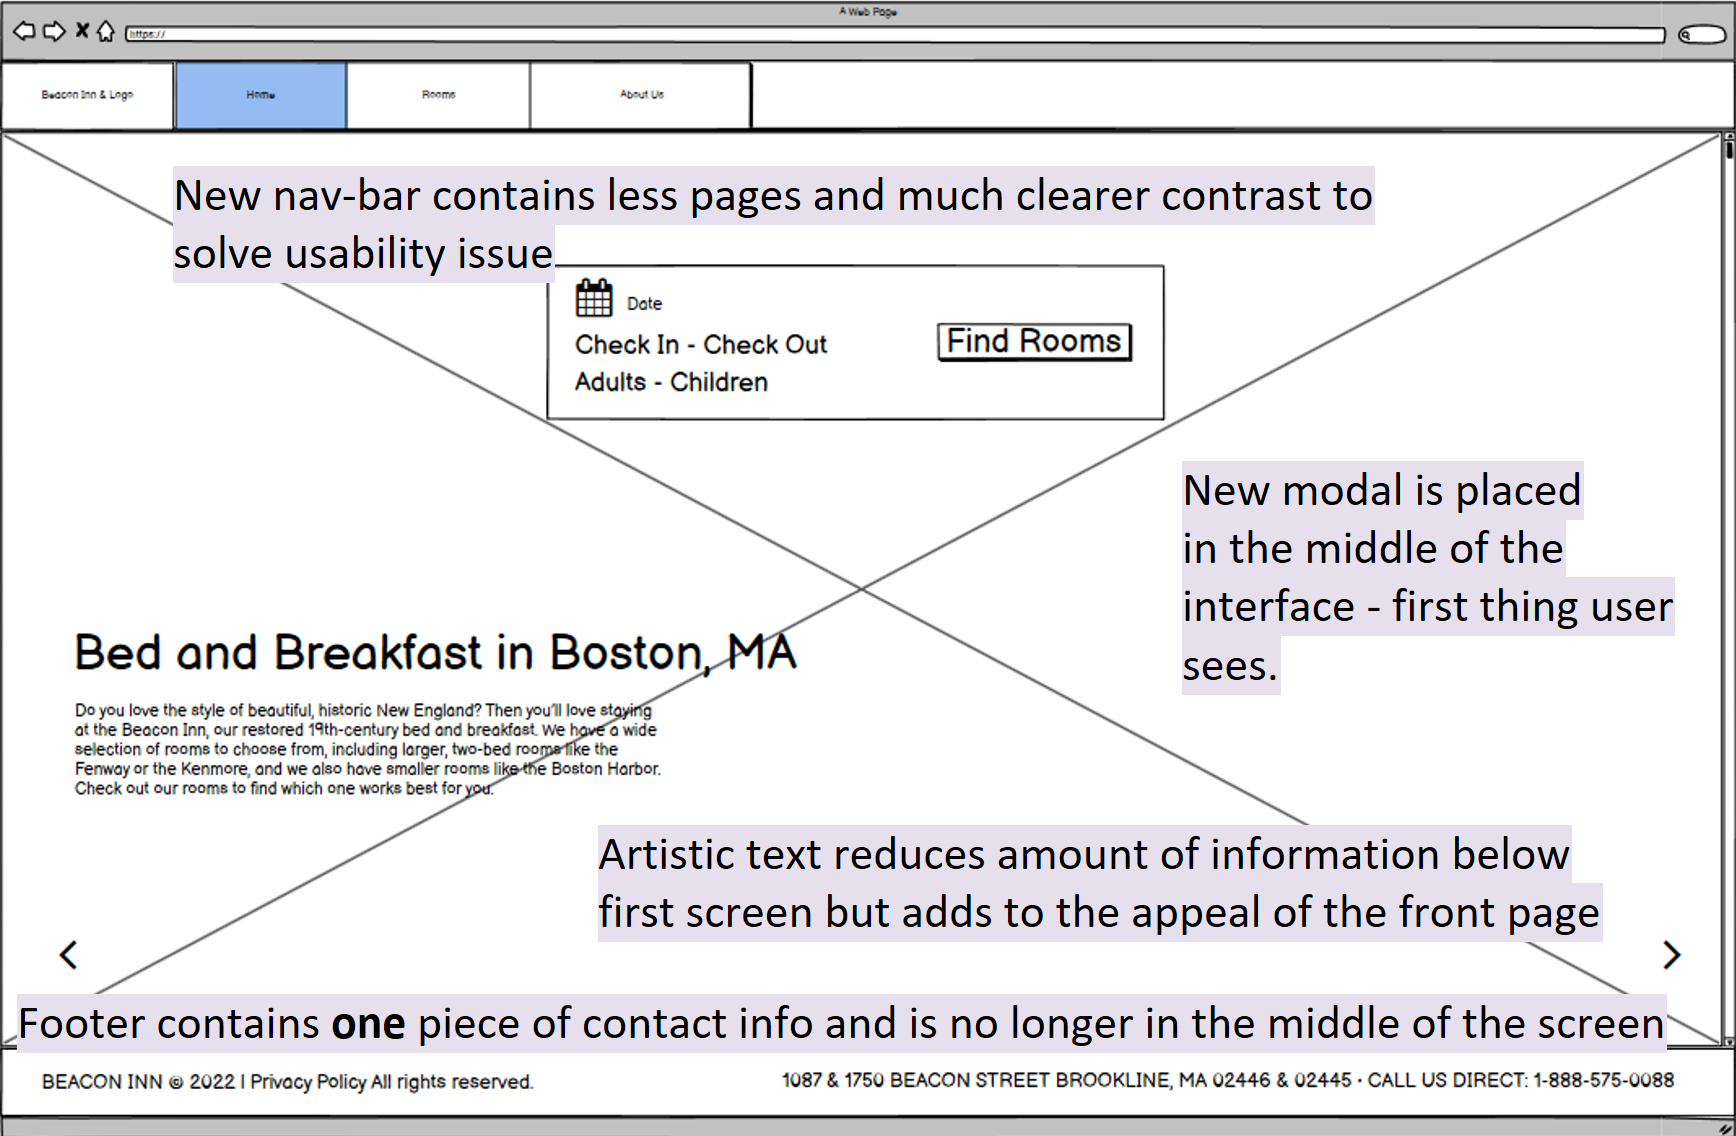 A Web Page
https://
Beacon Inn & Logo Home Rooms About Us
New nav-bar contains less pages and much clearer contrast to
solve usability issue
Date
Check In - Check Out
Find Rooms
Adults - Children
New modal is placed
in the middle of the
interface - first thing user
sees.
Bed and Breakfast in Boston, MA
Do you love the style of beautiful, historic New England? Then you'll love staying
at the Beacon Inn, our restored 19th-century bed and breakfast. We have a wide
selection of rooms to choose from, including larger, two-bed rooms like the
Fenway or the Kenmore, and we also have smaller rooms like the Boston Harbor.
Check out our rooms to find which one works best for you.
Artistic text reduces amount of information below
first screen but adds to the appeal of the front page
Footer contains one piece of contact info and is no longer in the middle of the screen
BEACON INN © 2022 | Privacy Policy All rights reserved.
1087 & 1750 BEACON STREET BROOKLINE, MA 02446 & 02445 • CALL US DIRECT: 1-888-575-0088